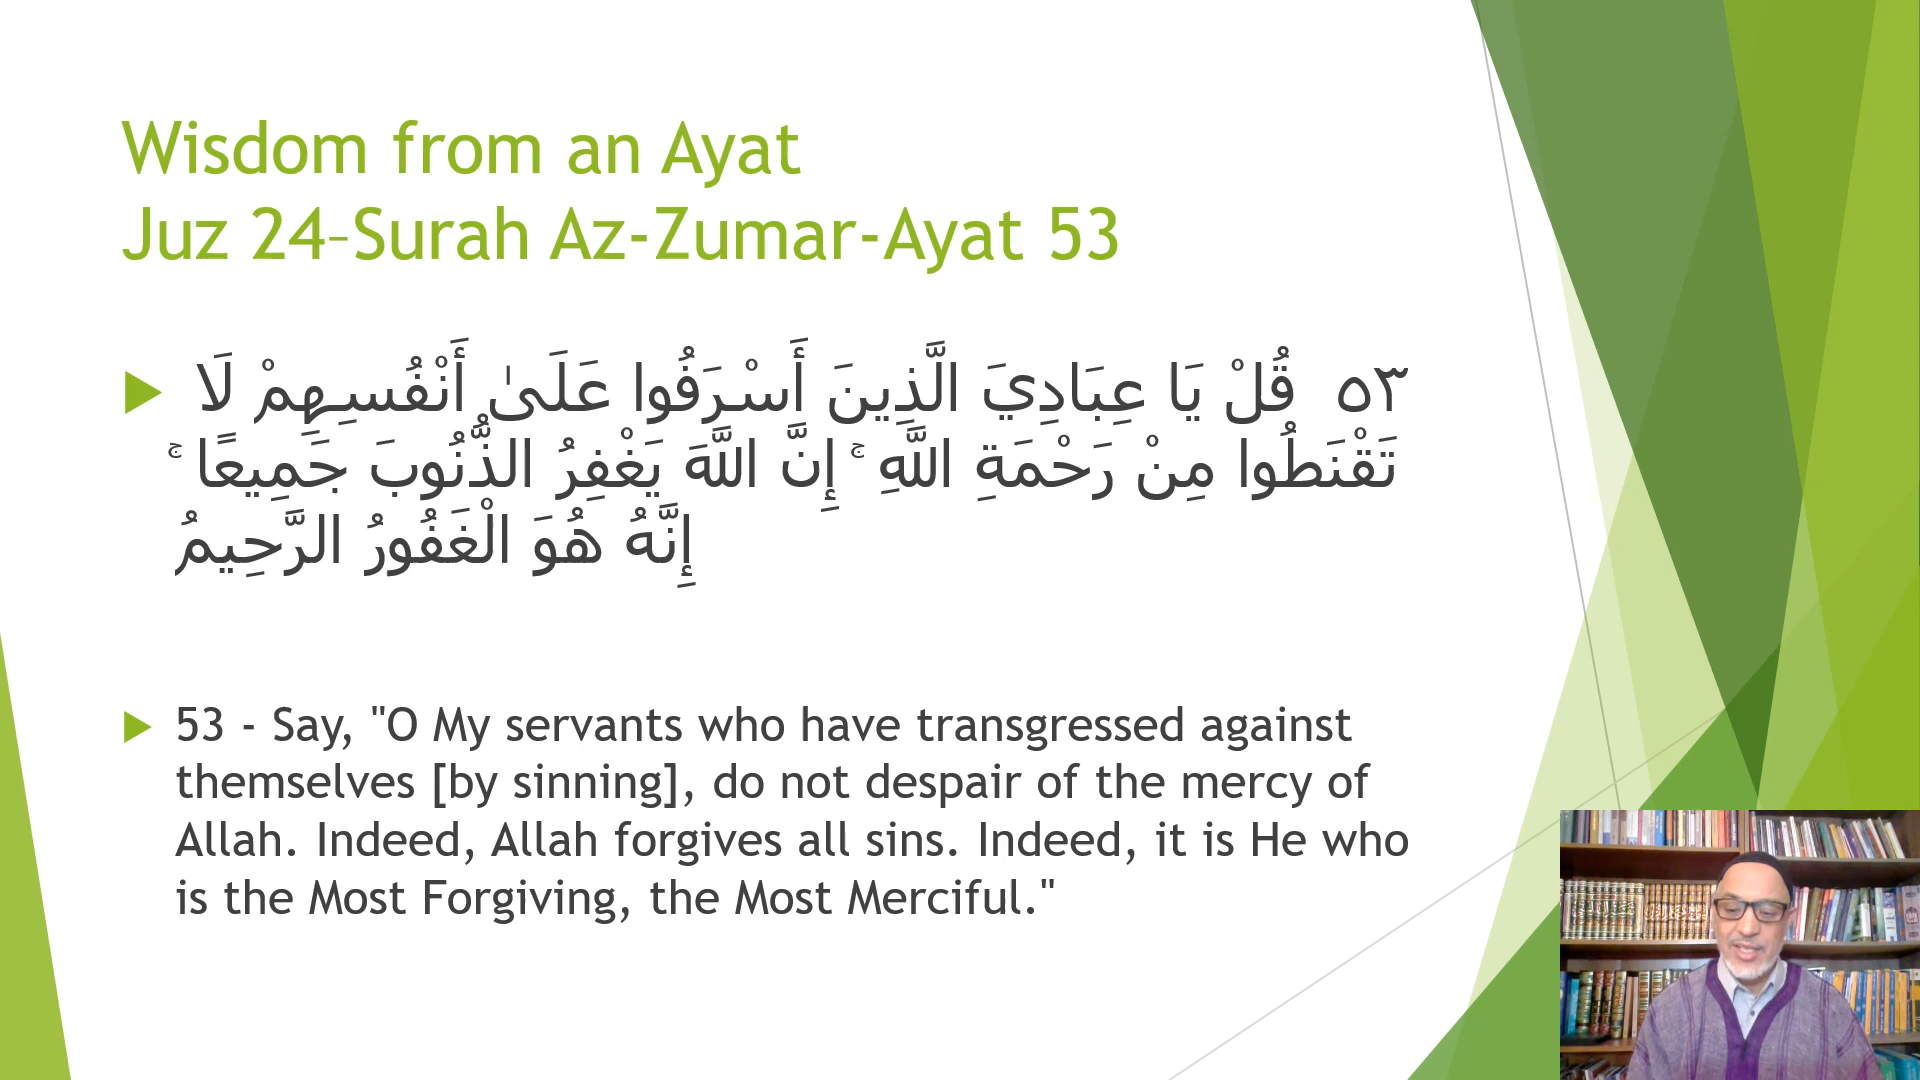 Wisdom from an Ayat
Juz 24–Surah Az-Zumar-Ayat 53
٥٣ قُلْ يَا عِبَادِيَ الَّذِينَ أَسْرَفُوا عَلَىٰ أَنْفُسِهِمْ لَا
تَقْنَطُوا مِنْ رَحْمَةِ اللَّهِ ۚ إِنَّ اللَّهَ يَغْفِرُ الذُّنُوبَ جَمِيعًا ۚ
إِنَّهُ هُوَ الْغَفُورُ الرَّحِيمُ
53 - Say, "O My servants who have transgressed against
themselves [by sinning], do not despair of the mercy of
Allah. Indeed, Allah forgives all sins. Indeed, it is He who
is the Most Forgiving, the Most Merciful."